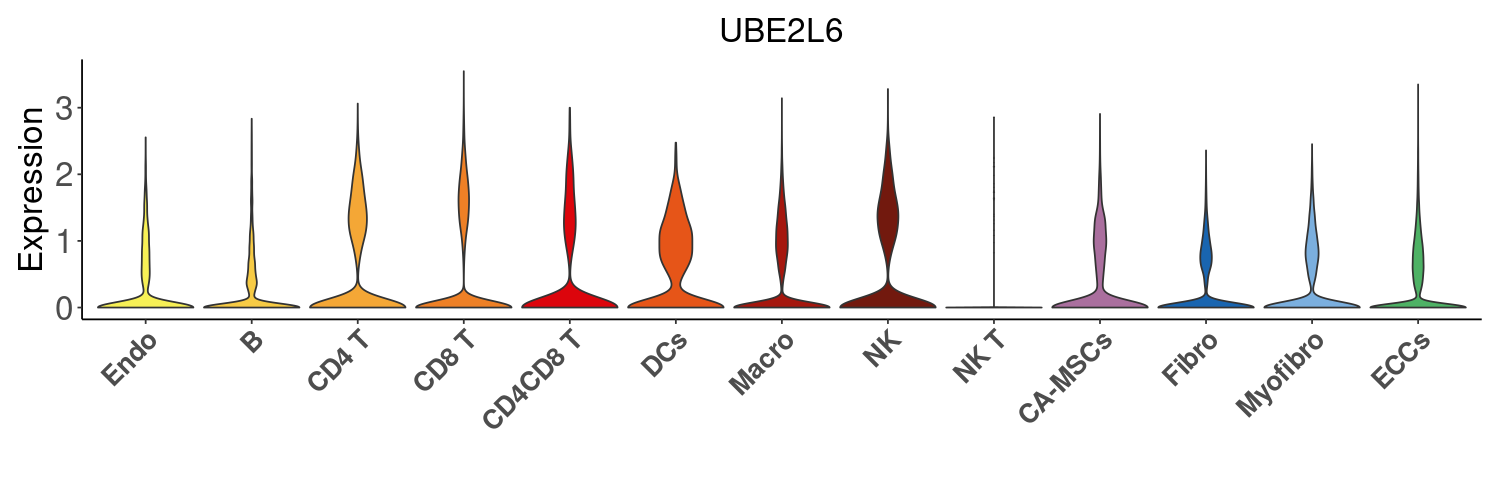 UBE2L6
Expression
3
2
1
0
Endo
B
CD4 T
CD8 T
CD4CD8 T
DCs
Macro
NK
NK T
CA-MSCs
Fibro
Myofibro
ECCs